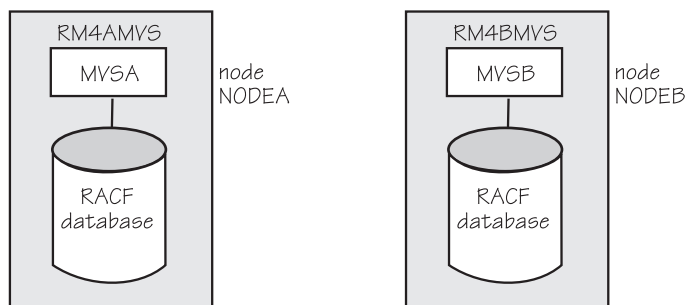 RM4AMVS
MVSA
node
NODEA
RACF
database
RM4BMVS
MVSB
node
NODEB
RACF
database